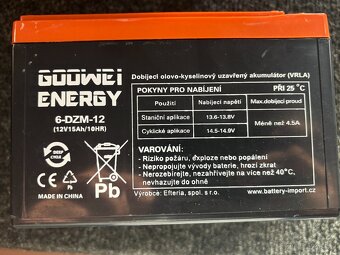 GOOWEI
ENERGY
6-DZM-12
(12V15Ah/10HR)
DEEP
CYCLE
Pb
MADE IN CHINA
Dobíjecí olovo-kyselinový uzavřený akumulátor (VRLA)
POKYNY PRO NABÍJENÍ
PŘI 25 °C
Použití
Nabíjecí napětí
Max.dobíjecí proud
Staniční aplikace
13.6-13.8V
Méně než 4.5A
Cyklické aplikace
14.5-14.9V
VAROVÁNÍ:
- Riziko požáru, exploze nebo popálení
- Nepropojujte vývody baterie, hrozí zkrat
- Nerozebírejte, nezahřívejte na více než 40°C,
nevhazujte do ohně
www.battery-import.cz
Výrobce: Efteria, spol. s r.o.